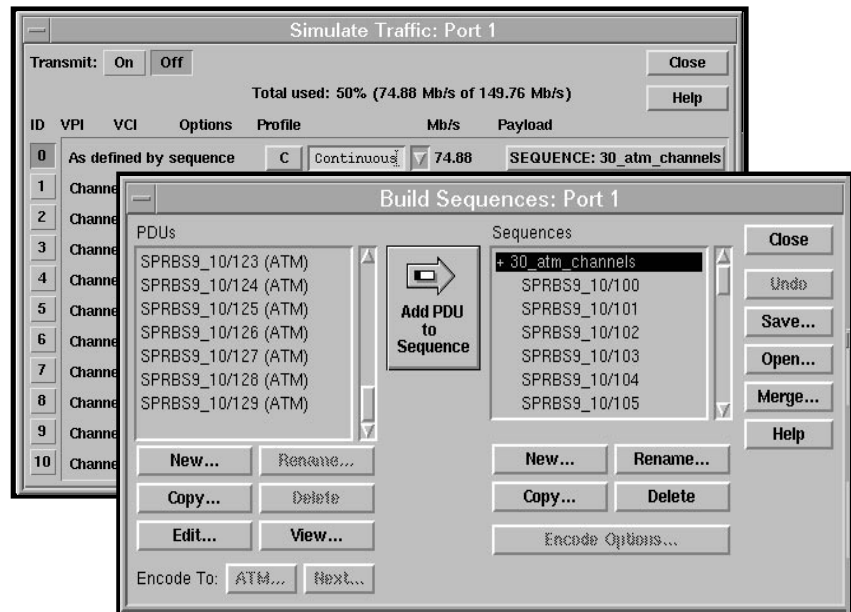 Simulate Traffic: Port 1
Transmit: On Off Close
Total used: 50% (74.88 Mb/s of 149.76 Mb/s) Help
ID VPI VCI Options Profile Mb/s Payload
0 As defined by sequence C Continuous 74.88 SEQUENCE: 30_atm_channels
1 Channe
2 Channe
3 Channe
4 Channe
5 Channe
6 Channe
7 Channe
8 Channe
9 Channe
10 Channe
Build Sequences: Port 1
PDUs
SPRBS9_10/123 (ATM)
SPRBS9_10/124 (ATM)
SPRBS9_10/125 (ATM)
SPRBS9_10/126 (ATM)
SPRBS9_10/127 (ATM)
SPRBS9_10/128 (ATM)
SPRBS9_10/129 (ATM)
New... Rename...
Copy... Delete
Edit... View...
Encode To: ATM... Next...
Add PDU
to
Sequence
Sequences
+ 30_atm_channels
SPRBS9_10/100
SPRBS9_10/101
SPRBS9_10/102
SPRBS9_10/103
SPRBS9_10/104
SPRBS9_10/105
New... Rename...
Copy... Delete
Encode Options...
Close
Undo
Save...
Open...
Merge...
Help